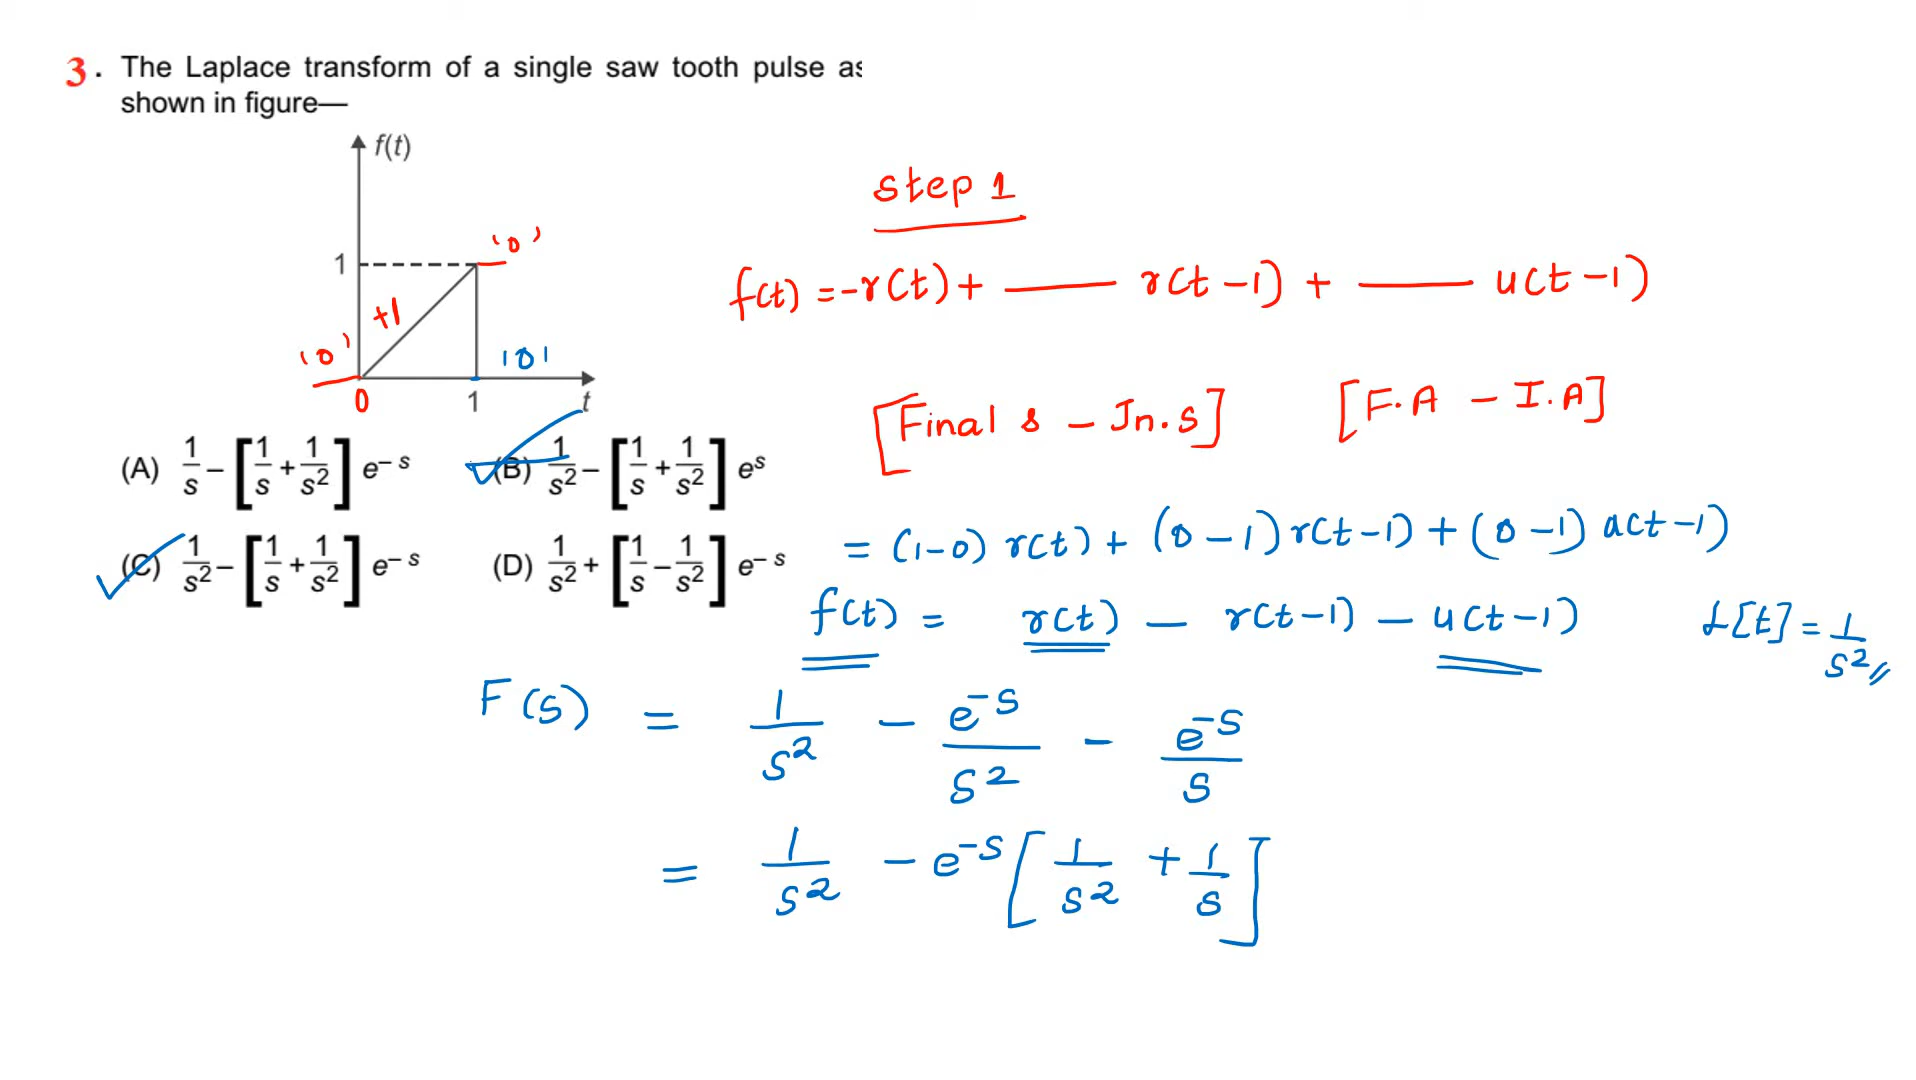 3. The Laplace transform of a single saw tooth pulse as
shown in figure—
f(t)
'0'
1
+1
'0'
'0'
0
1
t
(A) 1/s − [1/s + 1/s²] e^{− s}
(B) 1/s² − [1/s + 1/s²] e^{s}
(C) 1/s² − [1/s + 1/s²] e^{− s}
(D) 1/s² + [1/s − 1/s²] e^{− s}
step 1
f(t) = -r(t) + —— r(t-1) + —— u(t-1)
[Final s - In.s] [F.A - I.A]
= (1-0) r(t) + (0-1) r(t-1) + (0-1) u(t-1)
f(t) = r(t) - r(t-1) - u(t-1)
L[t] = 1/s²
F(s) = 1/s² - e^{-s}/s² - e^{-s}/s
= 1/s² - e^{-s} [1/s² + 1/s]